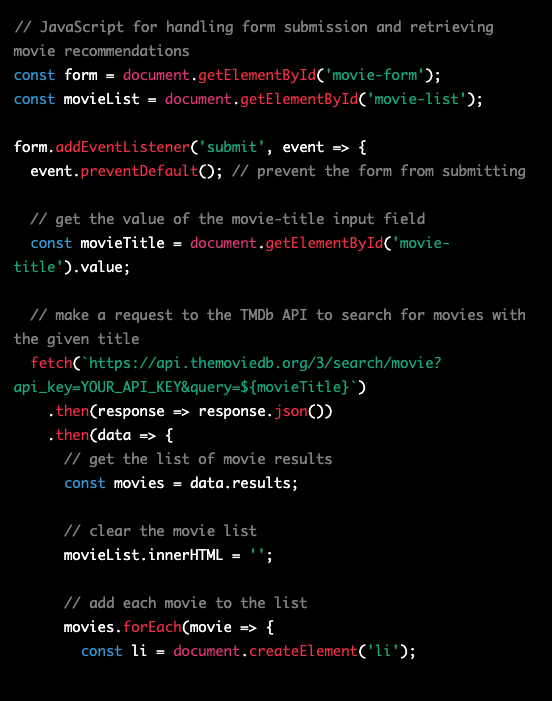 // JavaScript for handling form submission and retrieving
movie recommendations
const form = document.getElementById('movie-form');
const movieList = document.getElementById('movie-list');

form.addEventListener('submit', event => {
  event.preventDefault(); // prevent the form from submitting

  // get the value of the movie-title input field
  const movieTitle = document.getElementById('movie-
title').value;

  // make a request to the TMDb API to search for movies with
the given title
  fetch(`https://api.themoviedb.org/3/search/movie?
api_key=YOUR_API_KEY&query=${movieTitle}`)
    .then(response => response.json())
    .then(data => {
      // get the list of movie results
      const movies = data.results;

      // clear the movie list
      movieList.innerHTML = '';

      // add each movie to the list
      movies.forEach(movie => {
        const li = document.createElement('li');